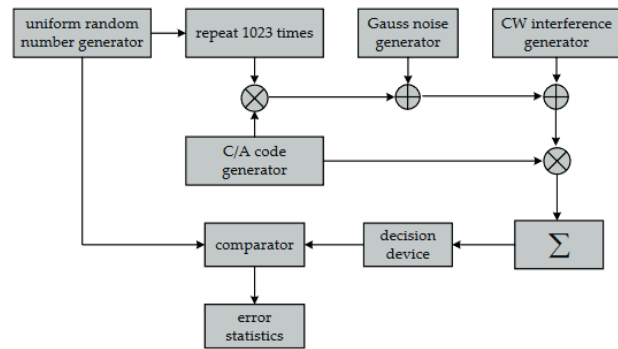 uniform random
number generator
repeat 1023 times
Gauss noise
generator
CW interference
generator
C/A code
generator
comparator
decision
device
Σ
error
statistics